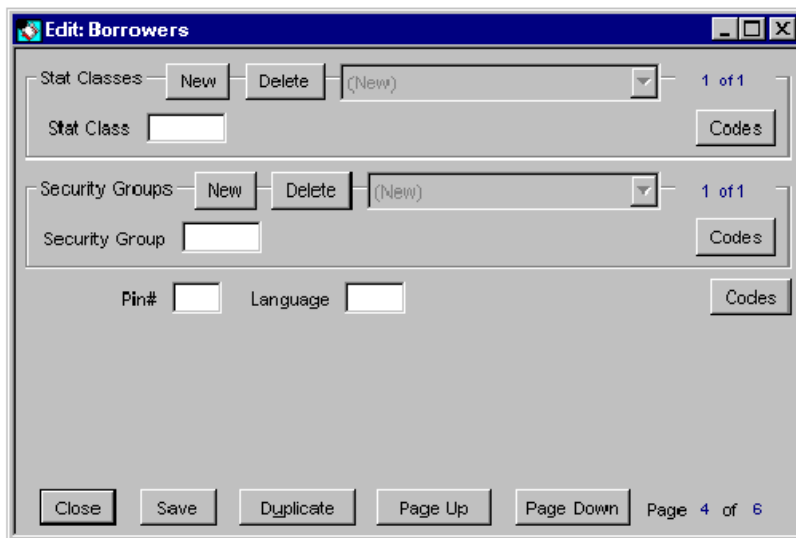 Edit: Borrowers
Stat Classes New Delete (New) 1 of 1
Stat Class Codes
Security Groups New Delete (New) 1 of 1
Security Group Codes
Pin# Language Codes
Close Save Duplicate Page Up Page Down Page 4 of 6